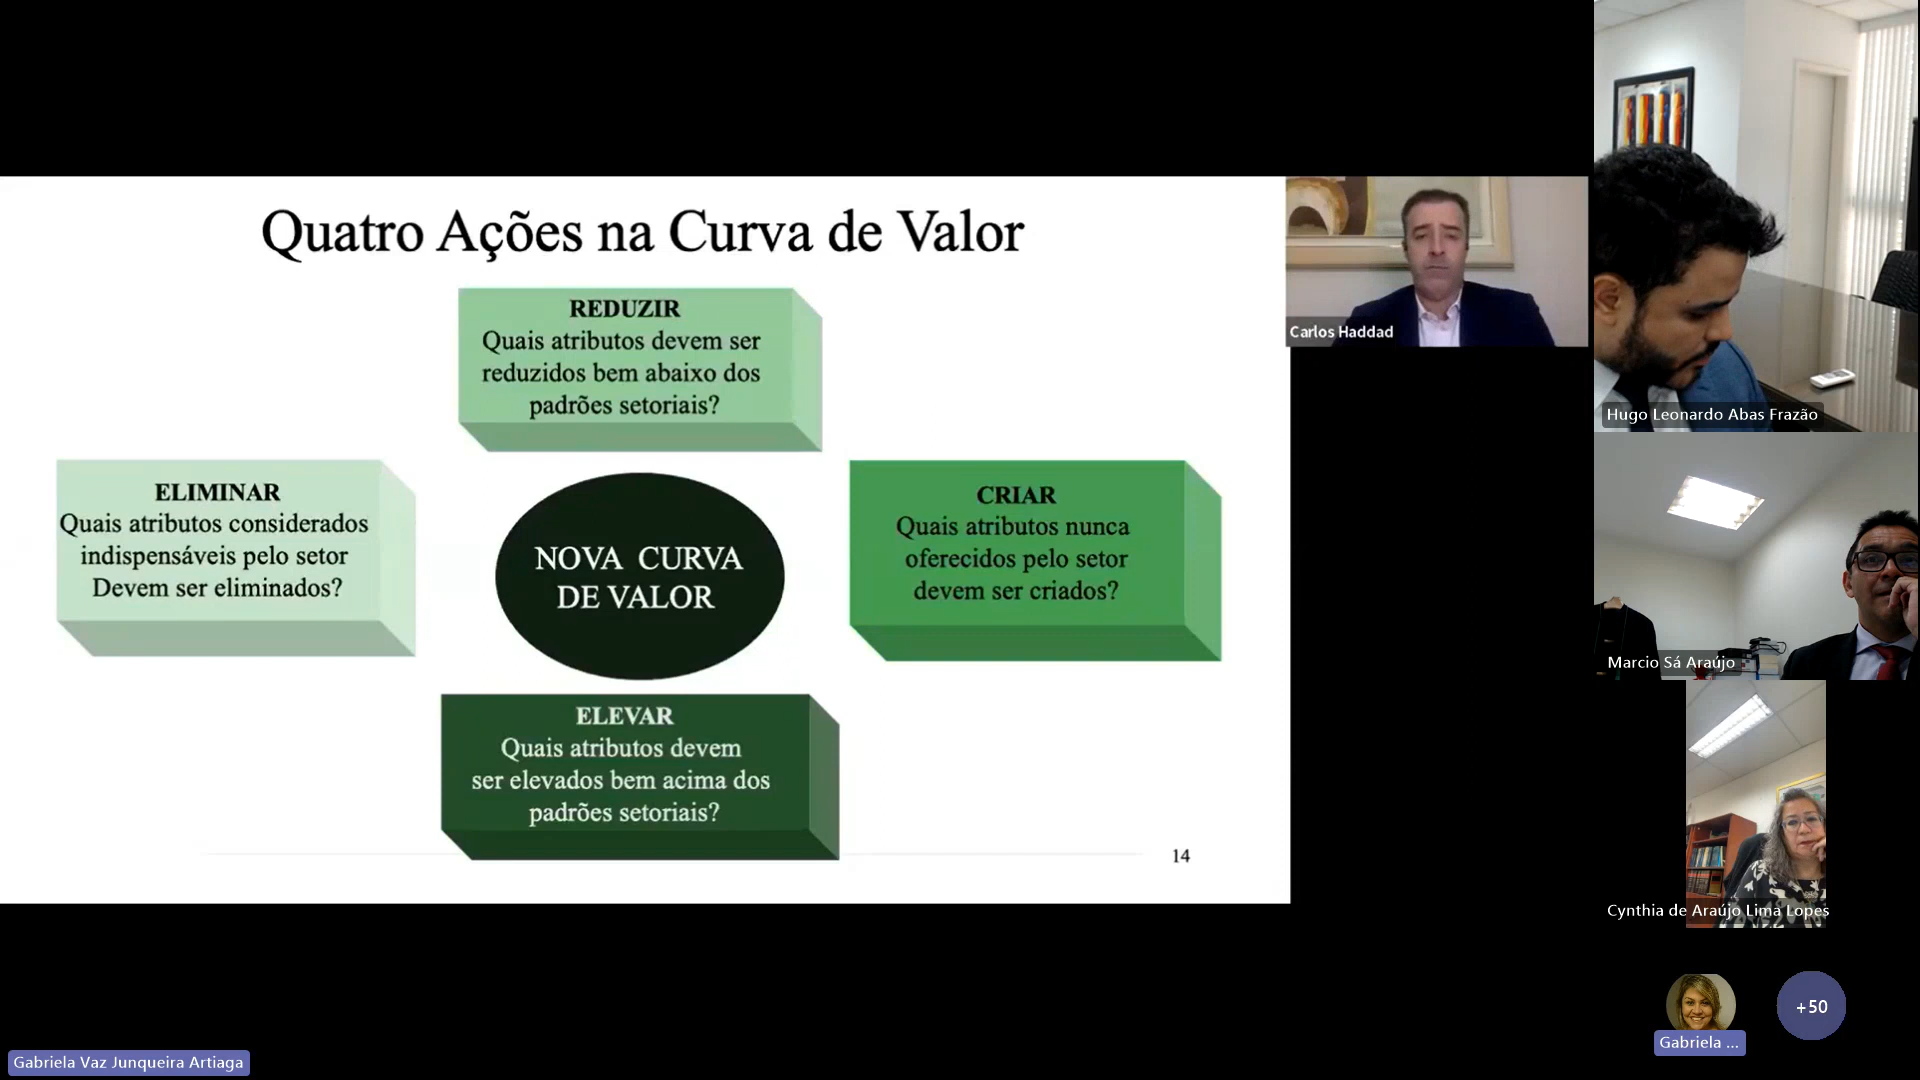 Quatro Ações na Curva de Valor
REDUZIR
Quais atributos devem ser
reduzidos bem abaixo dos
padrões setoriais?
ELIMINAR
Quais atributos considerados
indispensáveis pelo setor
Devem ser eliminados?
NOVA CURVA
DE VALOR
CRIAR
Quais atributos nunca
oferecidos pelo setor
devem ser criados?
ELEVAR
Quais atributos devem
ser elevados bem acima dos
padrões setoriais?
14
Carlos Haddad
Hugo Leonardo Abas Frazão
Marcio Sá Araújo
Cynthia de Araújo Lima Lopes
+50
Gabriela ...
Gabriela Vaz Junqueira Artiaga